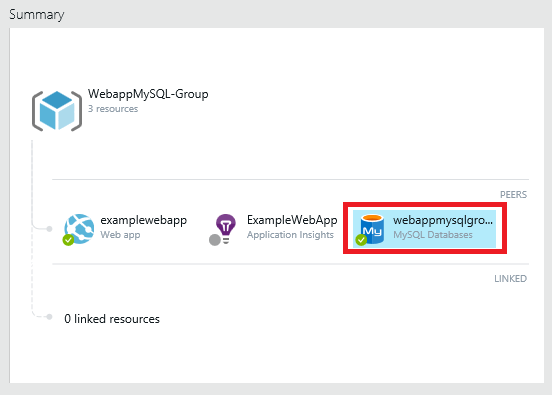 Summary
WebappMySQL-Group
3 resources
PEERS
examplewebapp
Web app
ExampleWebApp
Application Insights
webappmysqlgro...
MySQL Databases
My
LINKED
0 linked resources